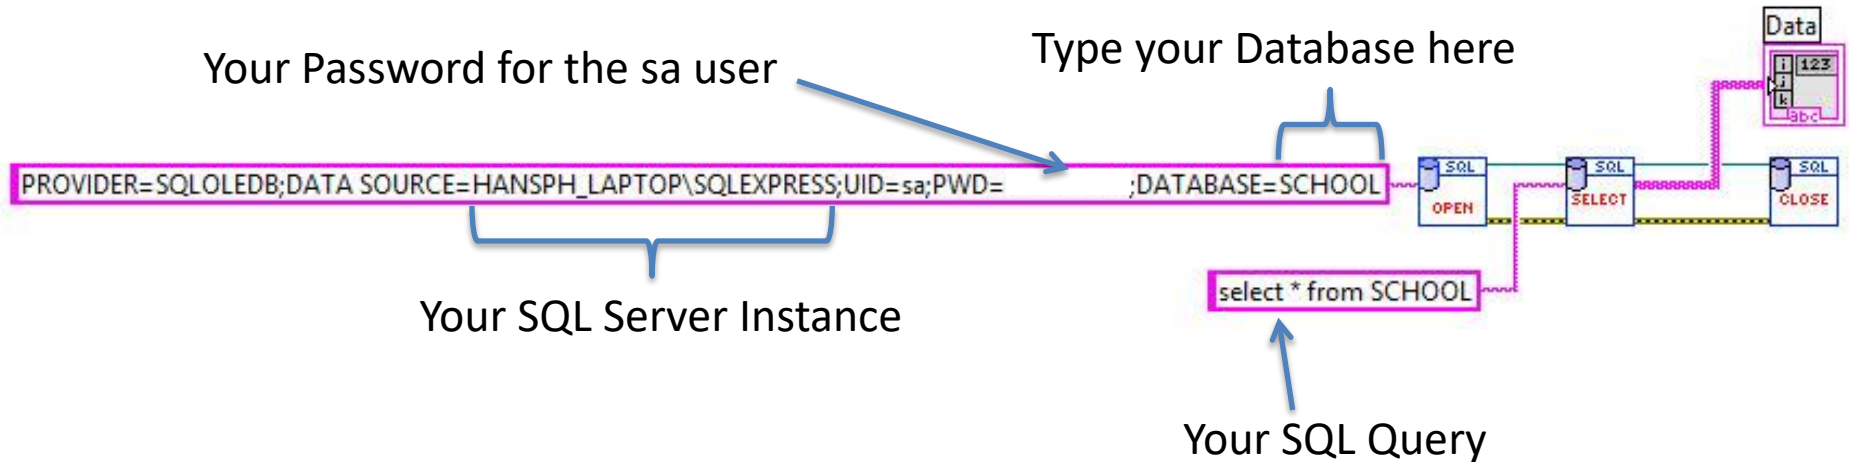 Data
Type your Database here
Your Password for the sa user
i 123
j
k
abc
PROVIDER=SQLOLEDB;DATA SOURCE=HANSPH_LAPTOP\SQLEXPRESS;UID=sa;PWD= ;DATABASE=SCHOOL
SQL
OPEN
SQL
SELECT
SQL
CLOSE
select * from SCHOOL
Your SQL Server Instance
Your SQL Query